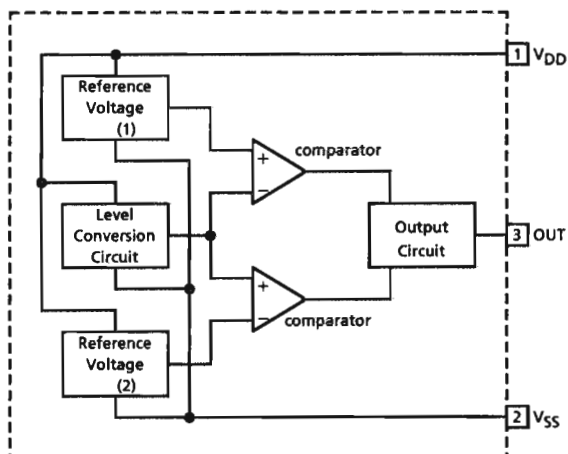 1 VDD
Reference
Voltage
(1)
comparator
+
−
Level
Conversion
Circuit
Output
Circuit
3 OUT
+
−
comparator
Reference
Voltage
(2)
2 VSS